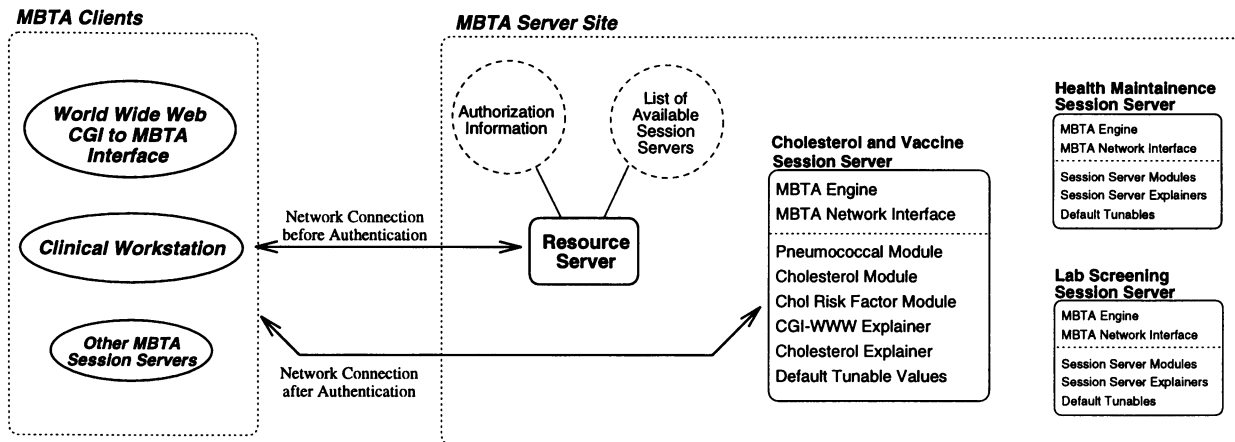 MBTA Clients
World Wide Web
CGI to MBTA
Interface
Clinical Workstation
Other MBTA
Session Servers
Network Connection
before Authentication
Network Connection
after Authentication
MBTA Server Site
Authorization
Information
List of
Available
Session
Servers
Resource
Server
Cholesterol and Vaccine
Session Server
MBTA Engine
MBTA Network Interface
Pneumococcal Module
Cholesterol Module
Chol Risk Factor Module
CGI-WWW Explainer
Cholesterol Explainer
Default Tunable Values
Health Maintainence
Session Server
MBTA Engine
MBTA Network Interface
Session Server Modules
Session Server Explainers
Default Tunables
Lab Screening
Session Server
MBTA Engine
MBTA Network Interface
Session Server Modules
Session Server Explainers
Default Tunables